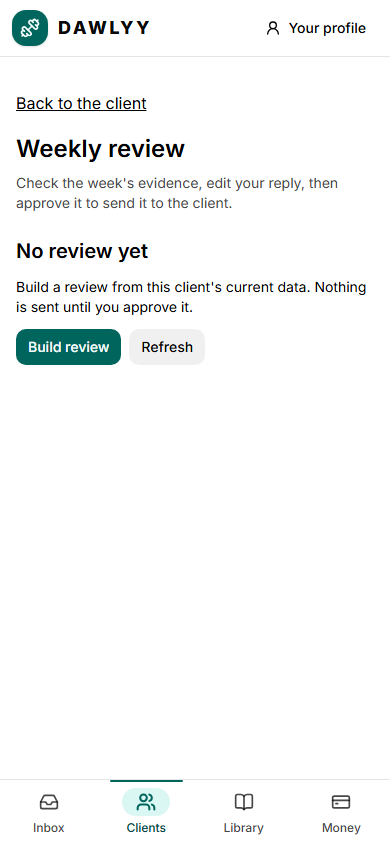 DAWLYY
Your profile
Back to the client
Weekly review
Check the week's evidence, edit your reply, then
approve it to send it to the client.
No review yet
Build a review from this client's current data. Nothing
is sent until you approve it.
Build review
Refresh
Inbox
Clients
Library
Money